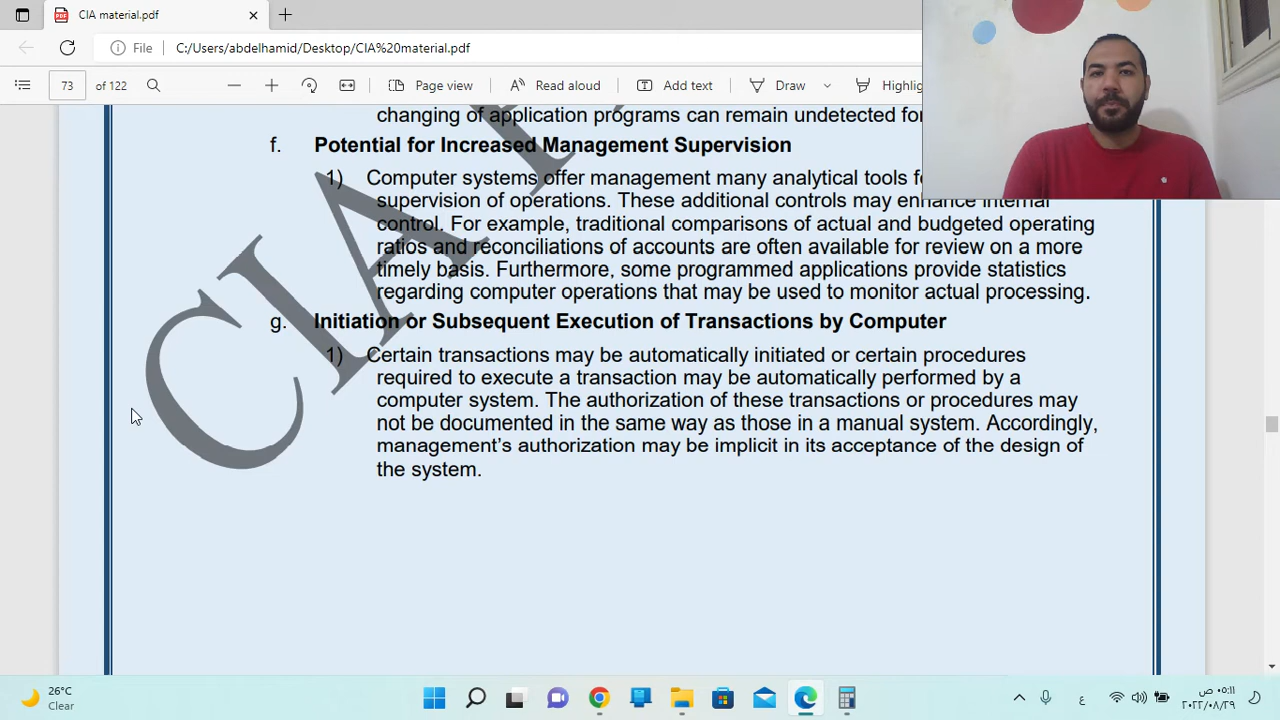 CIA material.pdf
File C:/Users/abdelhamid/Desktop/CIA%20material.pdf
73 of 122 Page view Read aloud Add text Draw
changing of application programs can remain undetected for
f. Potential for Increased Management Supervision
1) Computer systems offer management many analytical tools
supervision of operations. These additional controls may enhance internal
control. For example, traditional comparisons of actual and budgeted operating
ratios and reconciliations of accounts are often available for review on a more
timely basis. Furthermore, some programmed applications provide statistics
regarding computer operations that may be used to monitor actual processing.
g. Initiation or Subsequent Execution of Transactions by Computer
1) Certain transactions may be automatically initiated or certain procedures
required to execute a transaction may be automatically performed by a
computer system. The authorization of these transactions or procedures may
not be documented in the same way as those in a manual system. Accordingly,
management's authorization may be implicit in its acceptance of the design of
the system.
CIA
26°C
Clear
ع
٠٥:١١ ص
٢٠٢٢/٠٨/٢٩